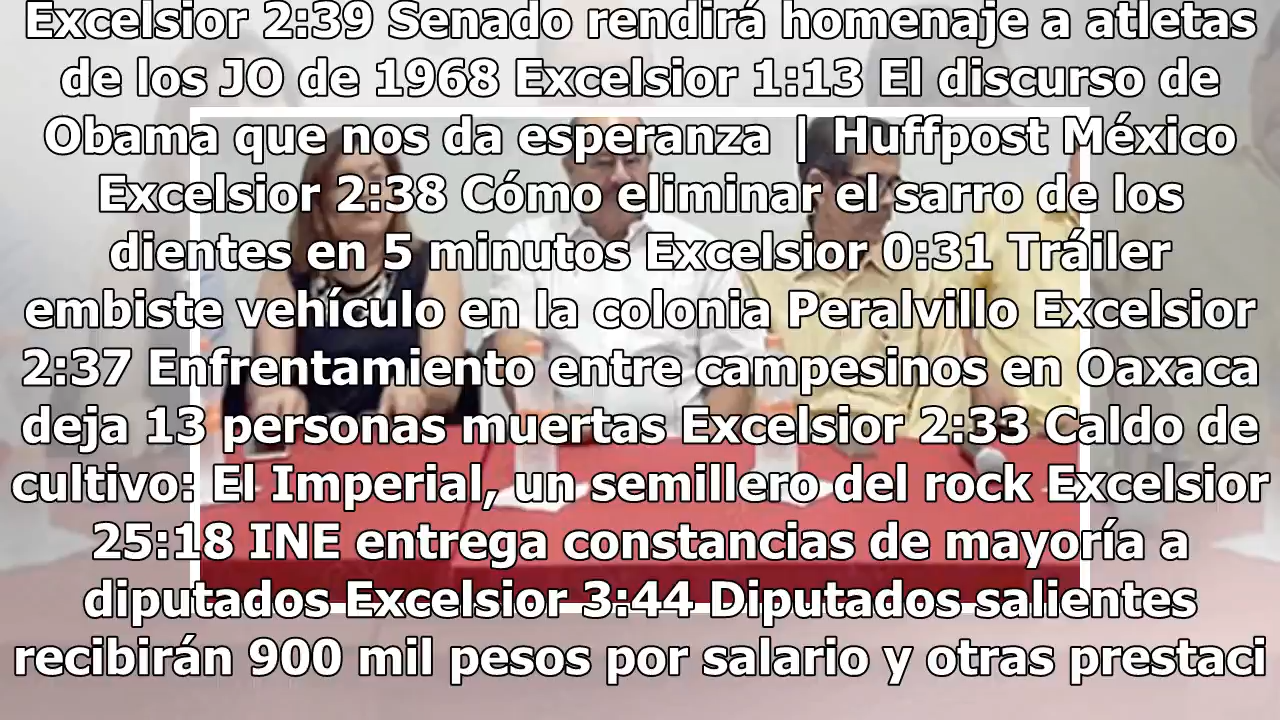 Excelsior 2:39 Senado rendirá homenaje a atletas
de los JO de 1968 Excelsior 1:13 El discurso de
Obama que nos da esperanza | Huffpost México
Excelsior 2:38 Cómo eliminar el sarro de los
dientes en 5 minutos Excelsior 0:31 Tráiler
embiste vehículo en la colonia Peralvillo Excelsior
2:37 Enfrentamiento entre campesinos en Oaxaca
deja 13 personas muertas Excelsior 2:33 Caldo de
cultivo: El Imperial, un semillero del rock Excelsior
25:18 INE entrega constancias de mayoría a
diputados Excelsior 3:44 Diputados salientes
recibirán 900 mil pesos por salario y otras prestaci